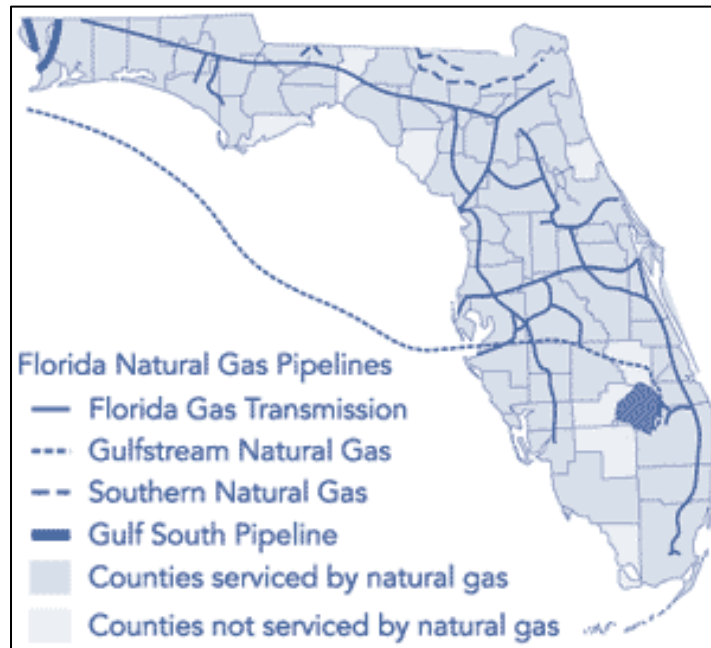 Florida Natural Gas Pipelines
Florida Gas Transmission
Gulfstream Natural Gas
Southern Natural Gas
Gulf South Pipeline
Counties serviced by natural gas
Counties not serviced by natural gas